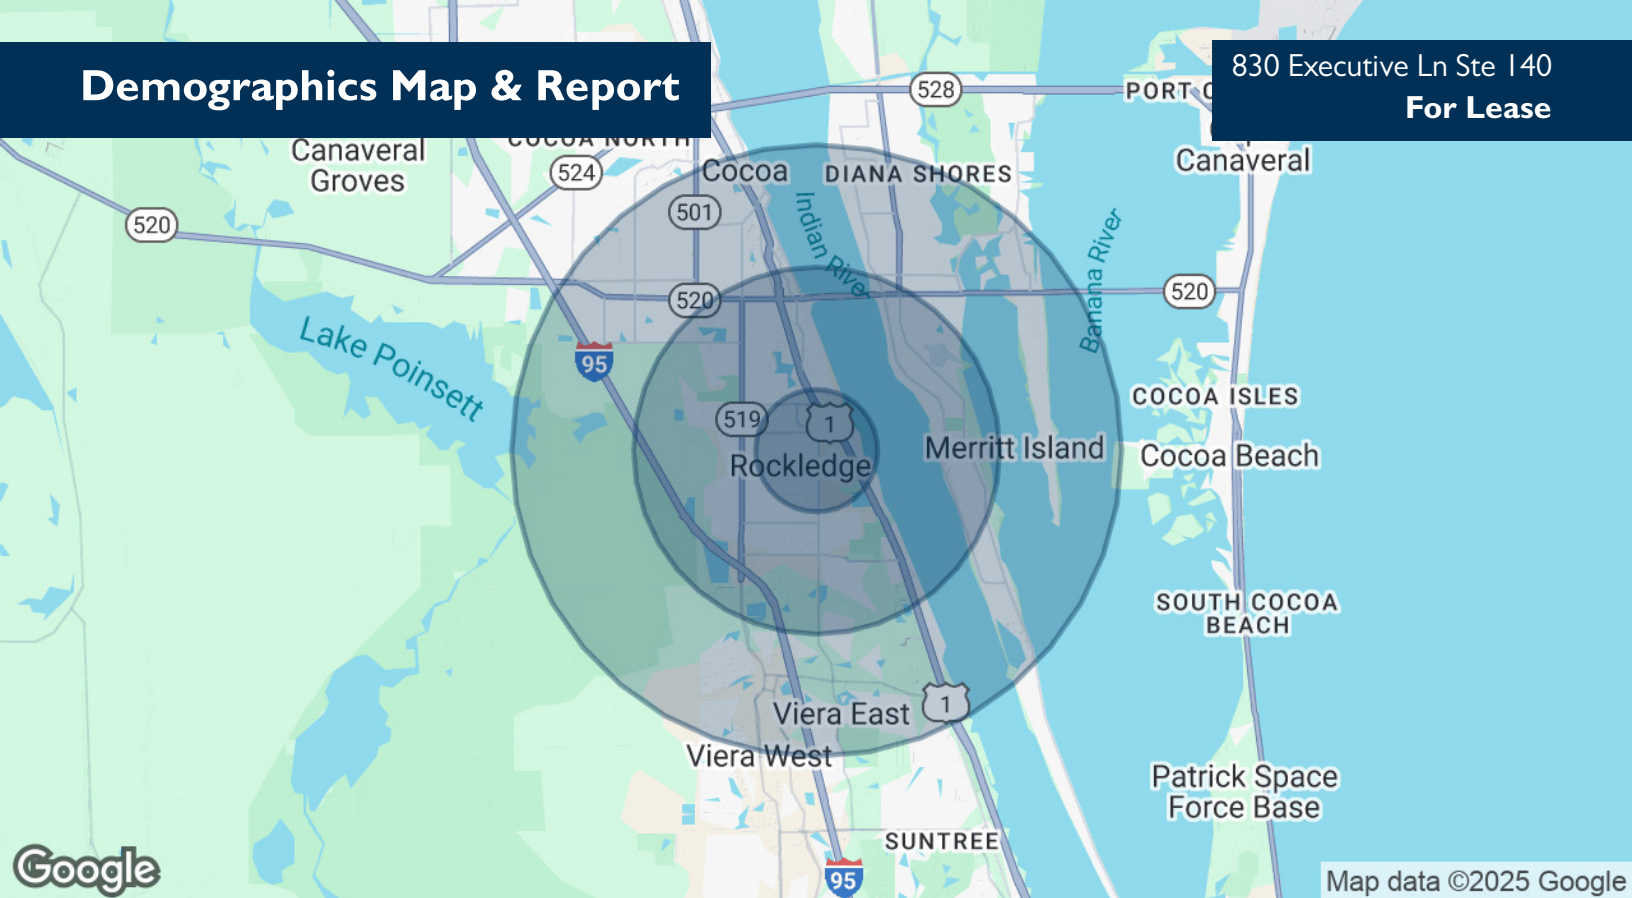 Demographics Map & Report
830 Executive Ln Ste 140
For Lease
528
PORT
COCOA NORTH
Canaveral
Groves
524
Cocoa
DIANA SHORES
Canaveral
520
501
Indian River
Banana River
520
520
Lake Poinsett
95
COCOA ISLES
519
1
Rockledge
Merritt Island
Cocoa Beach
SOUTH COCOA
BEACH
Viera East
1
Viera West
Patrick Space
Force Base
SUNTREE
Google
95
Map data ©2025 Google